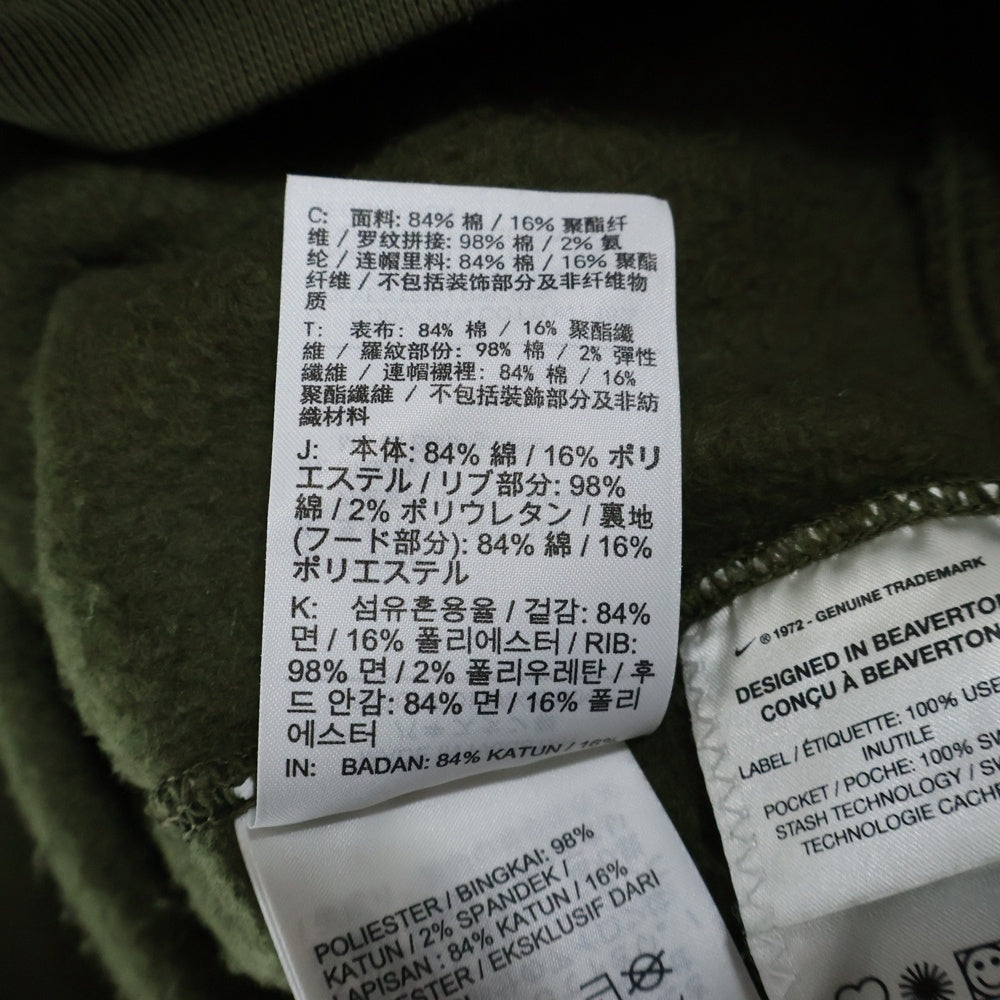 C: 面料: 84% 棉 / 16% 聚酯纤
维 / 罗纹拼接: 98% 棉 / 2% 氨
纶 / 连帽里料: 84% 棉 / 16% 聚酯
纤维 / 不包括装饰部分及非纤维物
质
T: 表布: 84% 棉 / 16% 聚酯纖
維 / 羅紋部份: 98% 棉 / 2% 彈性
纖維 / 連帽襯裡: 84% 棉 / 16%
聚酯纖維 / 不包括裝飾部分及非紡
織材料
J: 本体: 84% 綿 / 16% ポリ
エステル / リブ部分: 98%
綿 / 2% ポリウレタン / 裏地
(フード部分): 84% 綿 / 16%
ポリエステル
K: 섬유혼용율 / 겉감: 84%
면 / 16% 폴리에스터 / RIB:
98% 면 / 2% 폴리우레탄 / 후
드 안감: 84% 면 / 16% 폴리
에스터
IN: BADAN: 84% KATUN / 16%
POLIESTER / BINGKAI: 98%
KATUN / 2% SPANDEK /
LAPISAN : 84% KATUN / 16%
ESTER / EKSKLUSIF DARI
® 1972 - GENUINE TRADEMARK
DESIGNED IN BEAVERTON
CONÇU À BEAVERTON
LABEL / ÉTIQUETTE: 100% USE
INUTILE
POCKET / POCHE: 100% SW
STASH TECHNOLOGY / SW
TECHNOLOGIE CACHE